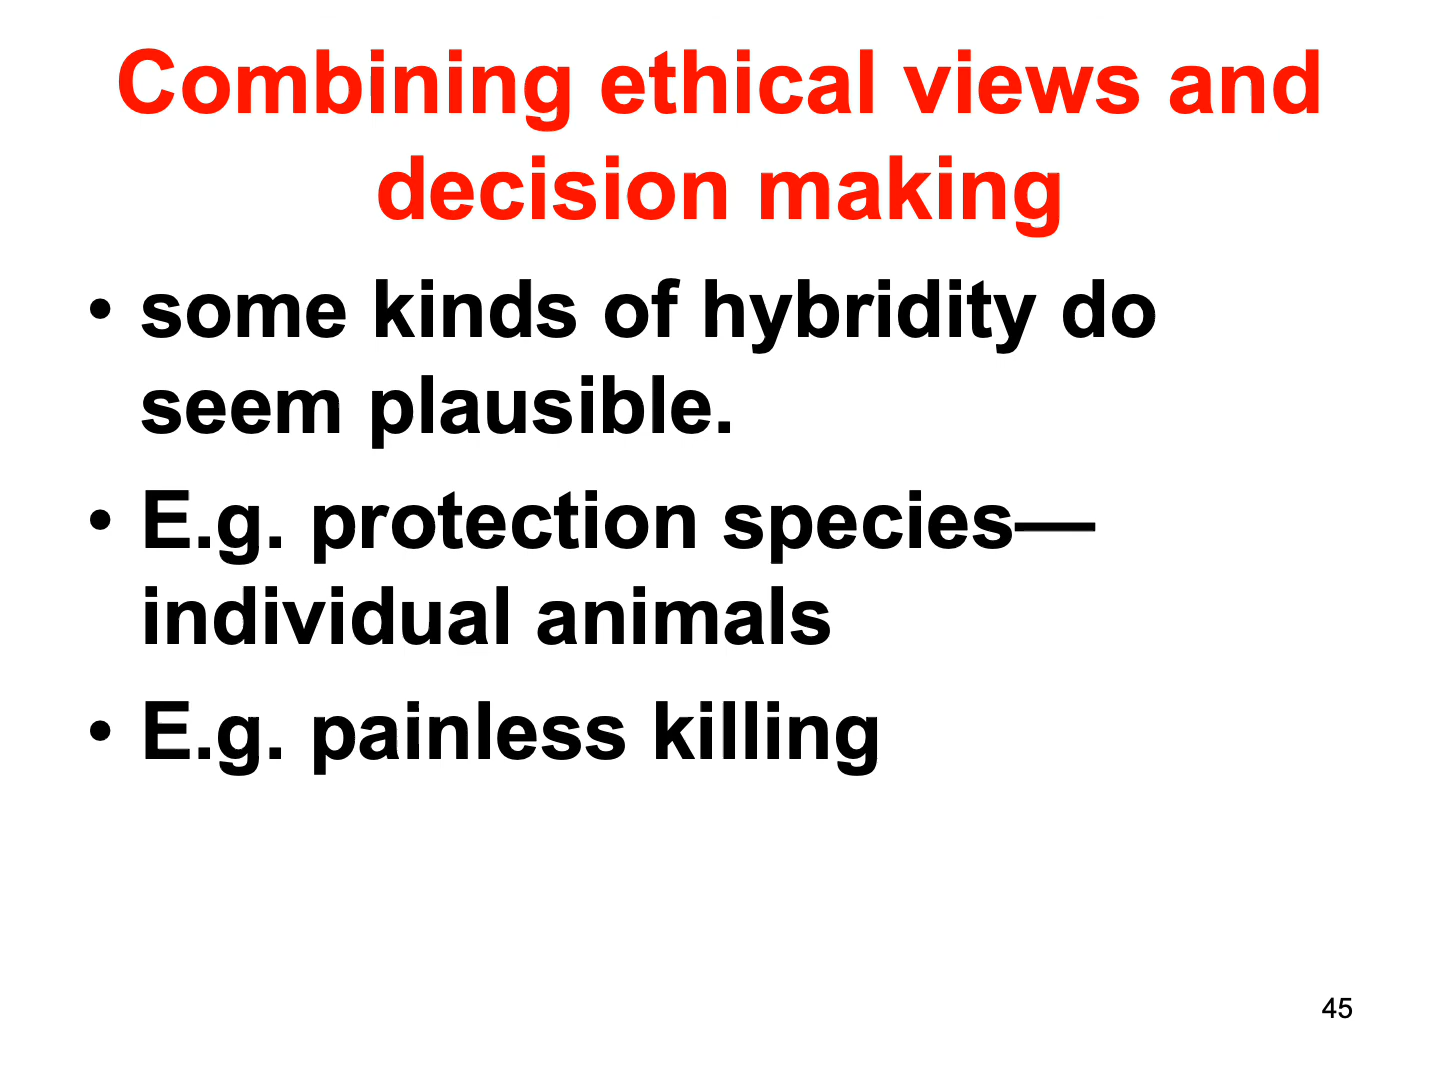 Combining ethical views and
decision making
• some kinds of hybridity do
seem plausible.
• E.g. protection species—
individual animals
• E.g. painless killing
45